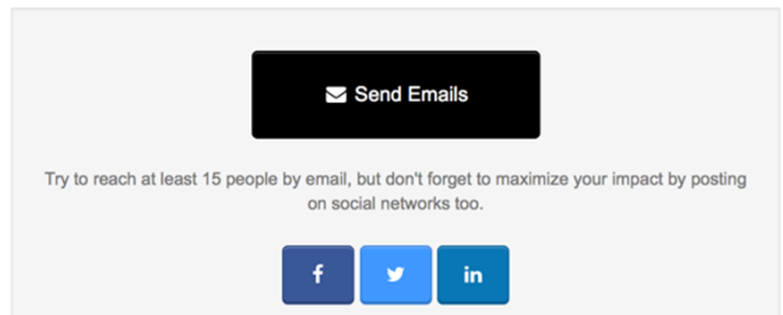 Send Emails
Try to reach at least 15 people by email, but don't forget to maximize your impact by posting
on social networks too.
f
in